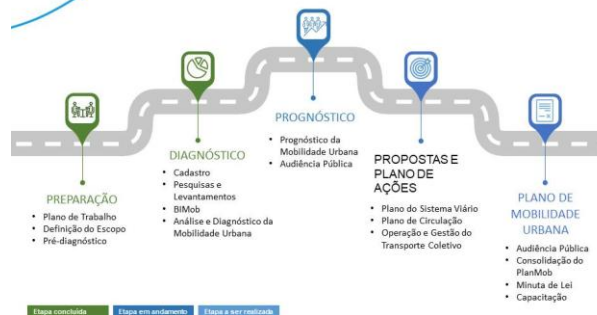 PREPARAÇÃO
• Plano de Trabalho
• Definição do Escopo
• Pré-diagnóstico
DIAGNÓSTICO
• Cadastro
• Pesquisas e
Levantamentos
• BIMob
• Análise e Diagnóstico da
Mobilidade Urbana
PROGNÓSTICO
• Prognóstico da
Mobilidade Urbana
• Audiência Pública
PROPOSTAS E
PLANO DE
AÇÕES
• Plano do Sistema Viário
• Plano de Circulação
• Operação e Gestão do
Transporte Coletivo
PLANO DE
MOBILIDADE
URBANA
• Audiência Pública
• Consolidação do
PlanMob
• Minuta de Lei
• Capacitação
Etapa concluída
Etapa em andamento
Etapa a ser realizada